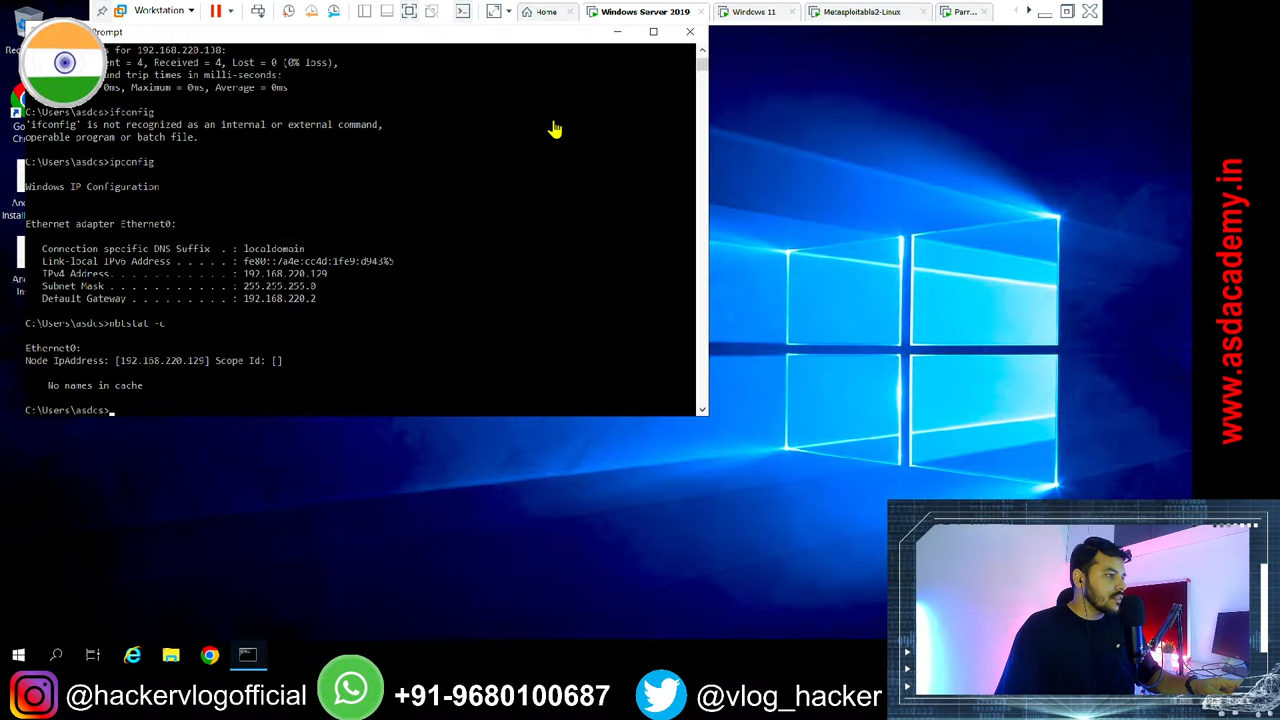 Workstation
Home
Windows Server 2019
Windows 11
Metasploitable2-Linux
Parr...
for 192.168.220.138:
= 4, Received = 4, Lost = 0 (0% loss),
trip times in milli-seconds:
0ms, Maximum = 0ms, Average = 0ms
C:\Users\asdcs>ifconfig
'ifconfig' is not recognized as an internal or external command,
operable program or batch file.
C:\Users\asdcs>ipconfig
Windows IP Configuration
Ethernet adapter Ethernet0:
Connection-specific DNS Suffix . : localdomain
Link-local IPv6 Address . . . . . : fe80::7a4e:cc4d:1fe9:d943%5
IPv4 Address. . . . . . . . . . . : 192.168.220.129
Subnet Mask . . . . . . . . . . . : 255.255.255.0
Default Gateway . . . . . . . . . : 192.168.220.2
C:\Users\asdcs>nbtstat -c
Ethernet0:
Node IpAddress: [192.168.220.129] Scope Id: []
No names in cache
C:\Users\asdcs>
www.asdacademy.in
@hackervlogofficial
+91-9680100687
@vlog_hacker